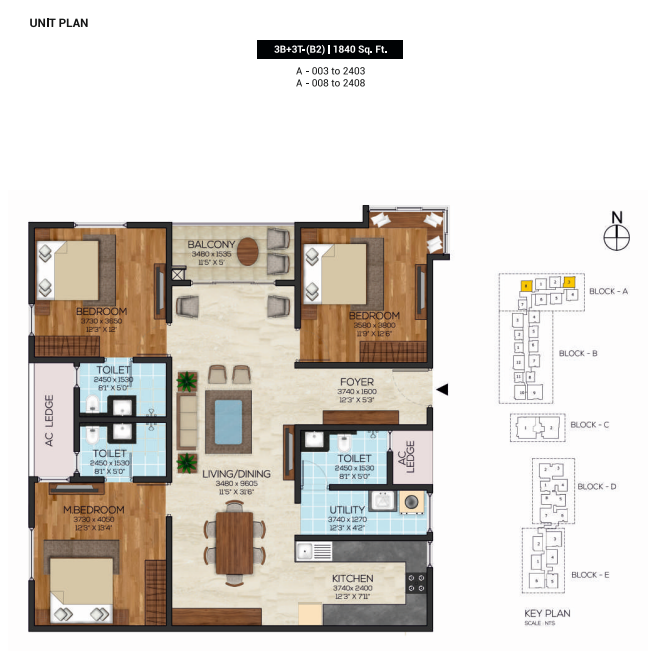 UNIT PLAN
3B+3T-(B2) | 1840 Sq. Ft.
A - 003 to 2403
A - 008 to 2408
BALCONY
3480 x 1535
11'5" X 5'
BEDROOM
3730 x 3650
12'3" X 12'
BEDROOM
3580 x 3800
11'9" X 12'6"
TOILET
2450 x 1530
8'1" X 5'0"
FOYER
3740 x 1600
12'3" X 5'3"
AC LEDGE
TOILET
2450 x 1530
8'1" X 5'0"
LIVING/DINING
3480 x 9605
11'5" X 31'6"
TOILET
2450 x 1530
8'1" X 5'0"
AC
LEDGE
M.BEDROOM
3730 x 4050
12'3" X 13'4"
UTILITY
3740 x 1270
12'3" X 4'2"
KITCHEN
3740x 2400
12'3" X 7'11"
N
BLOCK - A
BLOCK - B
BLOCK - C
BLOCK - D
BLOCK - E
KEY PLAN
SCALE : NTS